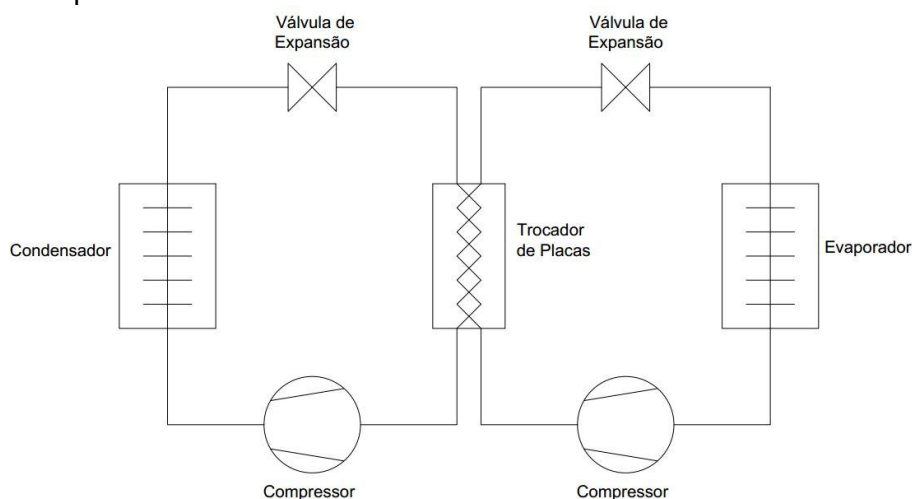 Válvula de
Expansão
Válvula de
Expansão
Condensador
Trocador
de Placas
Evaporador
Compressor
Compressor